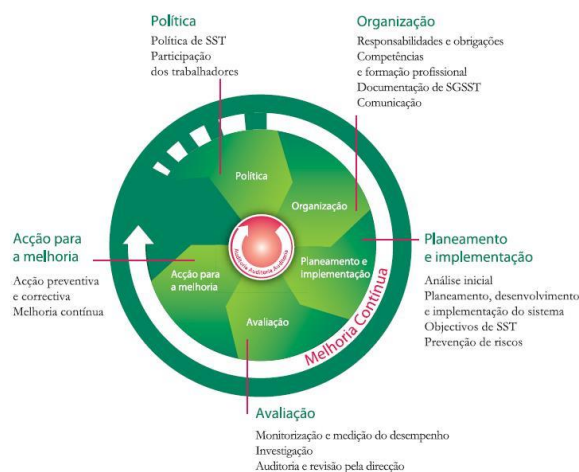 Política
Política de SST
Participação
dos trabalhadores
Organização
Responsabilidades e obrigações
Competências
e formação profissional
Documentação de SGSST
Comunicação
Política
Organização
Planeamento e
implementação
Avaliação
Acção para
a melhoria
Auditoria Auditoria Auditoria
Melhoria Contínua
Acção para
a melhoria
Acção preventiva
e correctiva
Melhoria contínua
Planeamento
e implementação
Análise inicial
Planeamento, desenvolvimento
e implementação do sistema
Objectivos de SST
Prevenção de riscos
Avaliação
Monitorização e medição do desempenho
Investigação
Auditoria e revisão pela direcção